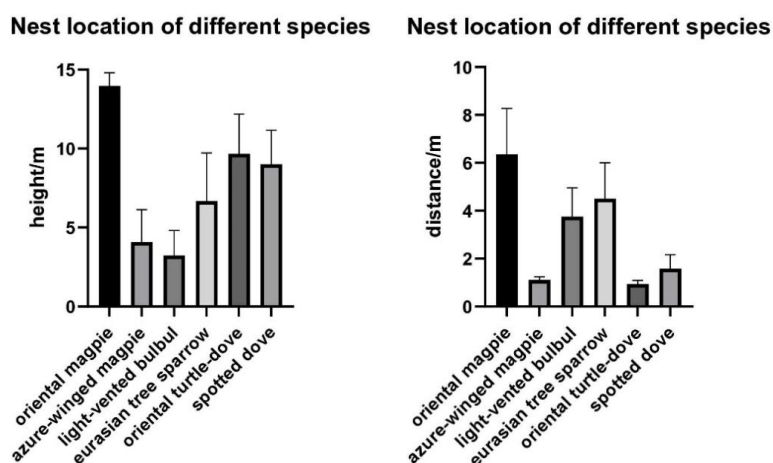 Nest location of different species
height/m
15
10
5
0
oriental magpie
azure-winged magpie
light-vented bulbul
eurasian tree sparrow
oriental turtle-dove
spotted dove
Nest location of different species
distance/m
10
8
6
4
2
0
oriental magpie
azure-winged magpie
light-vented bulbul
eurasian tree sparrow
oriental turtle-dove
spotted dove